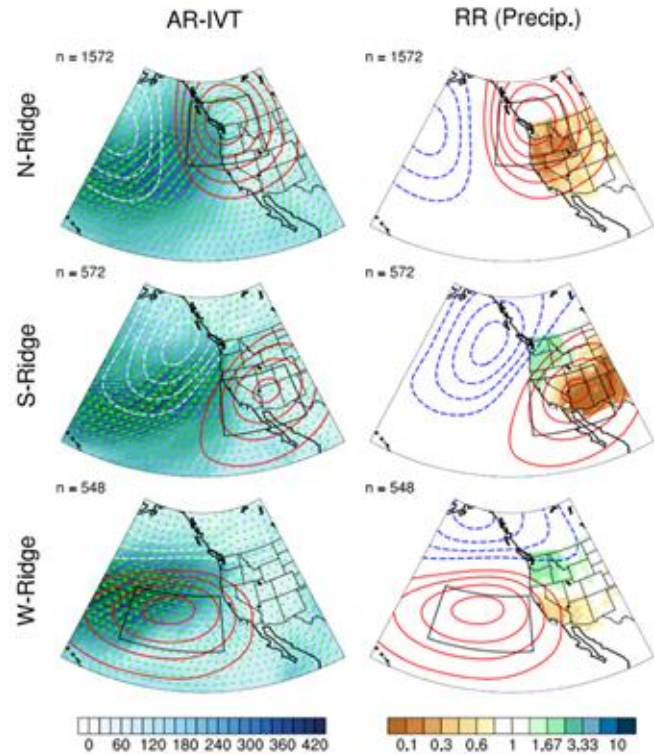 AR-IVT RR (Precip.)
n = 1572 n = 1572
N-Ridge
n = 572 n = 572
S-Ridge
n = 548 n = 548
W-Ridge
0 60 120 180 240 300 360 420
0,1 0,3 0,6 1 1,67 3,33 10